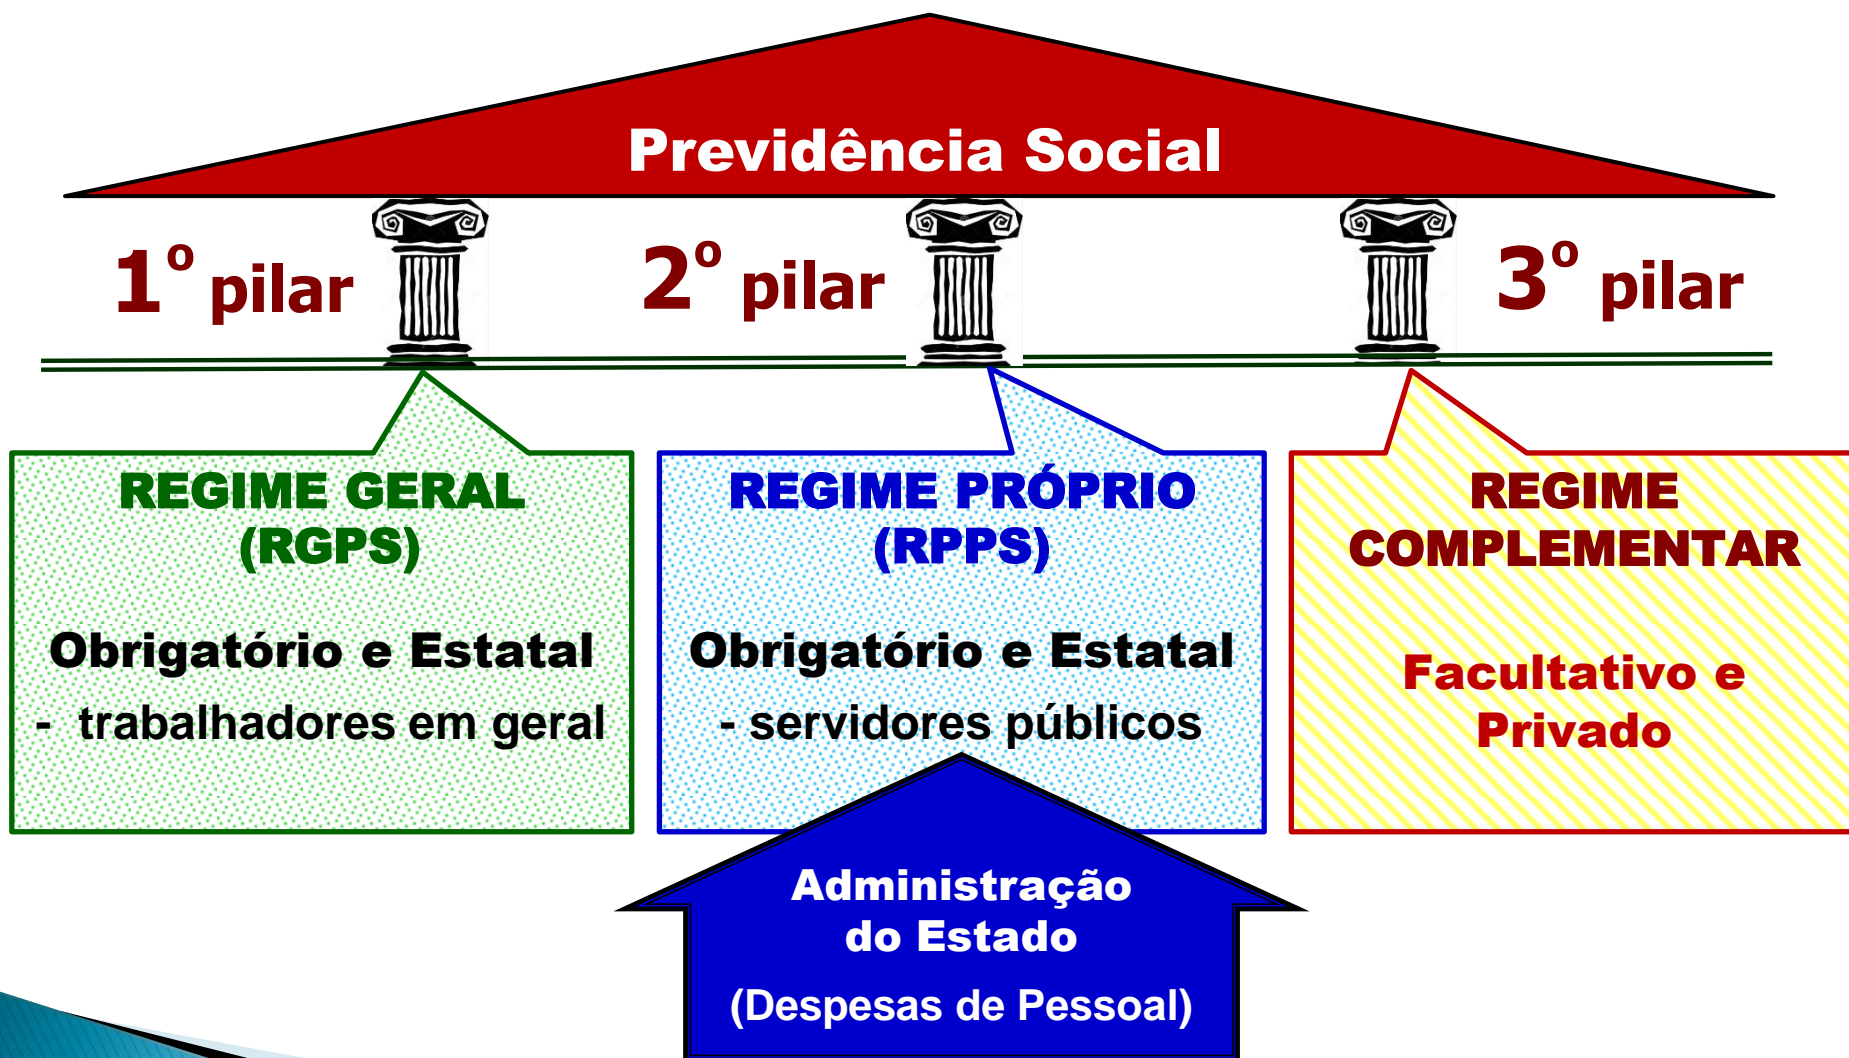 Previdência Social
1º pilar
2º pilar
3º pilar
REGIME GERAL
(RGPS)
Obrigatório e Estatal
- trabalhadores em geral
REGIME PRÓPRIO
(RPPS)
Obrigatório e Estatal
- servidores públicos
REGIME
COMPLEMENTAR
Facultativo e
Privado
Administração
do Estado
(Despesas de Pessoal)